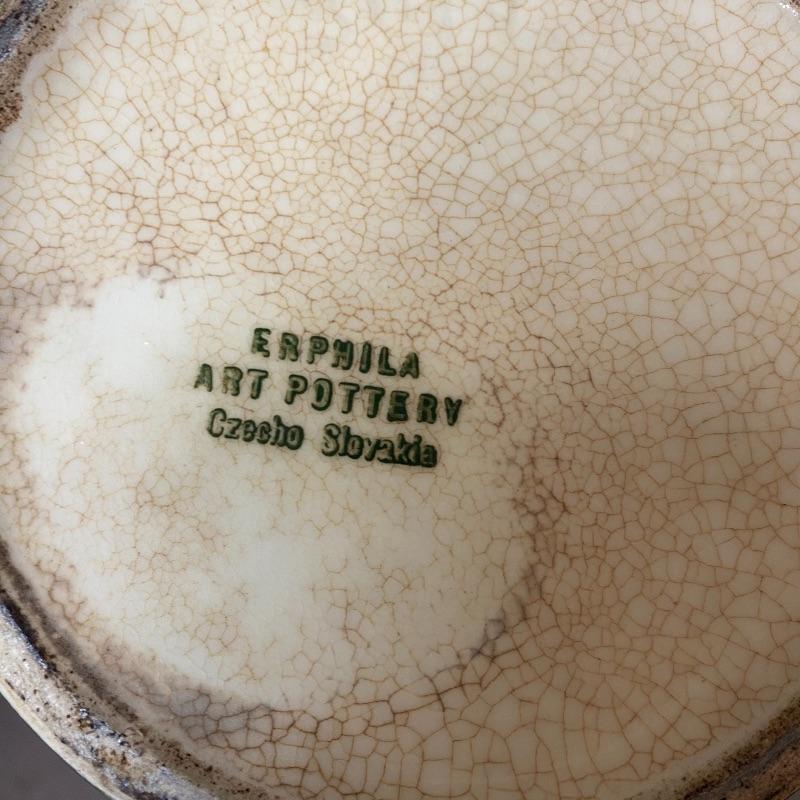 ERPHILA
ART POTTERY
Czecho Slovakia